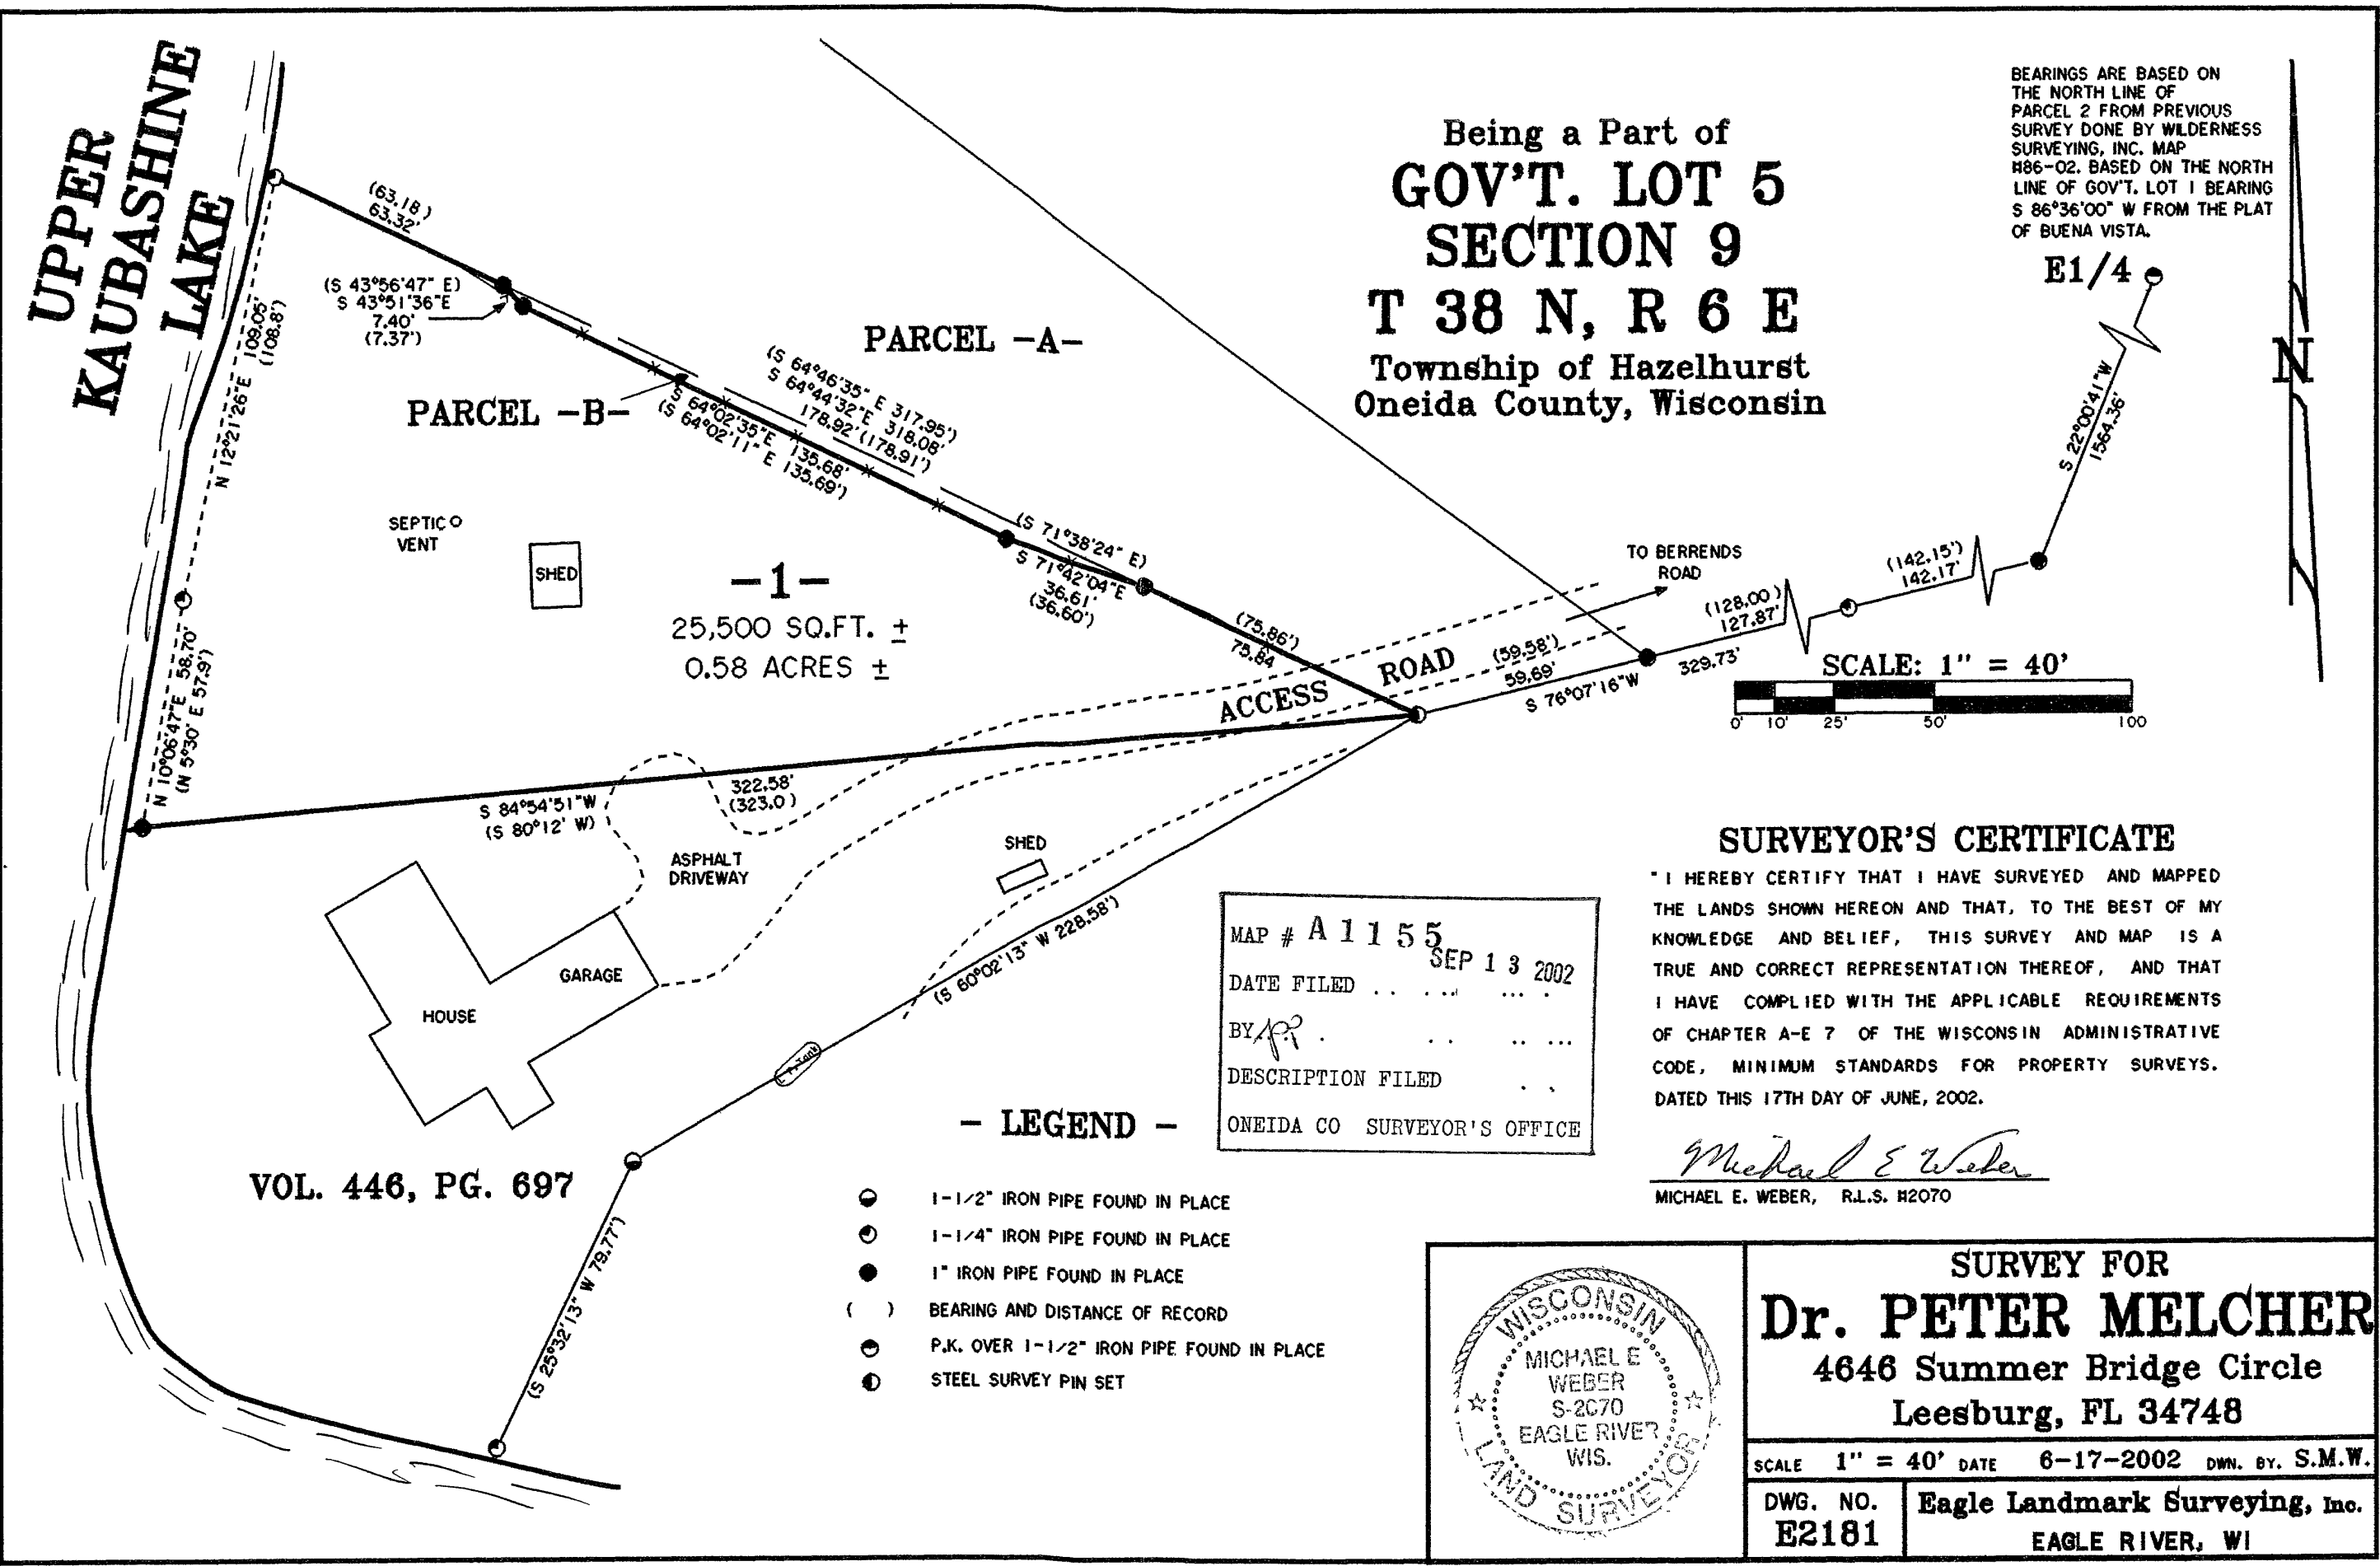 UPPER
KAUBASHINE
LAKE
(63.18)
63.32'
(S 43°56'47" E)
S 43°51'36"E
7.40'
(7.37')
N 12°21'26"E 109.05'
(108.8')
PARCEL -A-
PARCEL -B-
(S 64°46'35" E 317.95')
S 64°44'32"E 318.08'
178.92'(178.91')
S 64°02'35"E 135.68'
(S 64°02'11" E 135.69')
(S 71°38'24" E)
S 71°42'04"E
36.61'
(36.60')
(75.86')
75.84
SEPTIC
VENT
SHED
-1-
25,500 SQ.FT. ±
0.58 ACRES ±
N 10°06'47"E 58.70'
(N 5°30' E 57.9')
S 84°54'51"W
(S 80°12' W)
322.58'
(323.0)
ACCESS ROAD
TO BERRENDS
ROAD
(59.58')
59.69'
S 76°07'16"W
329.73'
(128.00)
127.87'
(142.15')
142.17'
S 22°00'41"W
1564.36'
E1/4
Being a Part of
GOV'T. LOT 5
SECTION 9
T 38 N, R 6 E
Township of Hazelhurst
Oneida County, Wisconsin
BEARINGS ARE BASED ON
THE NORTH LINE OF
PARCEL 2 FROM PREVIOUS
SURVEY DONE BY WILDERNESS
SURVEYING, INC. MAP
#86-02. BASED ON THE NORTH
LINE OF GOV'T. LOT 1 BEARING
S 86°36'00" W FROM THE PLAT
OF BUENA VISTA.
N
SCALE: 1" = 40'
0' 10' 25' 50' 100
ASPHALT
DRIVEWAY
SHED
GARAGE
HOUSE
(S 60°02'13" W 228.58')
L.P. Tank
VOL. 446, PG. 697
(S 25°32'13" W 79.77')
- LEGEND -
1-1/2" IRON PIPE FOUND IN PLACE
1-1/4" IRON PIPE FOUND IN PLACE
1" IRON PIPE FOUND IN PLACE
( ) BEARING AND DISTANCE OF RECORD
P.K. OVER 1-1/2" IRON PIPE FOUND IN PLACE
STEEL SURVEY PIN SET
MAP # A1155
SEP 13 2002
DATE FILED
BY
DESCRIPTION FILED
ONEIDA CO SURVEYOR'S OFFICE
SURVEYOR'S CERTIFICATE
" I HEREBY CERTIFY THAT I HAVE SURVEYED AND MAPPED
THE LANDS SHOWN HEREON AND THAT, TO THE BEST OF MY
KNOWLEDGE AND BELIEF, THIS SURVEY AND MAP IS A
TRUE AND CORRECT REPRESENTATION THEREOF, AND THAT
I HAVE COMPLIED WITH THE APPLICABLE REQUIREMENTS
OF CHAPTER A-E 7 OF THE WISCONSIN ADMINISTRATIVE
CODE, MINIMUM STANDARDS FOR PROPERTY SURVEYS.
DATED THIS 17TH DAY OF JUNE, 2002.
Michael E Weber
MICHAEL E. WEBER, R.L.S. #2070
WISCONSIN
MICHAEL E
WEBER
S-2070
EAGLE RIVER
WIS.
LAND SURVEYOR
SURVEY FOR
Dr. PETER MELCHER
4646 Summer Bridge Circle
Leesburg, FL 34748
SCALE 1" = 40' DATE 6-17-2002 DWN. BY. S.M.W.
DWG. NO.
E2181
Eagle Landmark Surveying, Inc.
EAGLE RIVER, WI